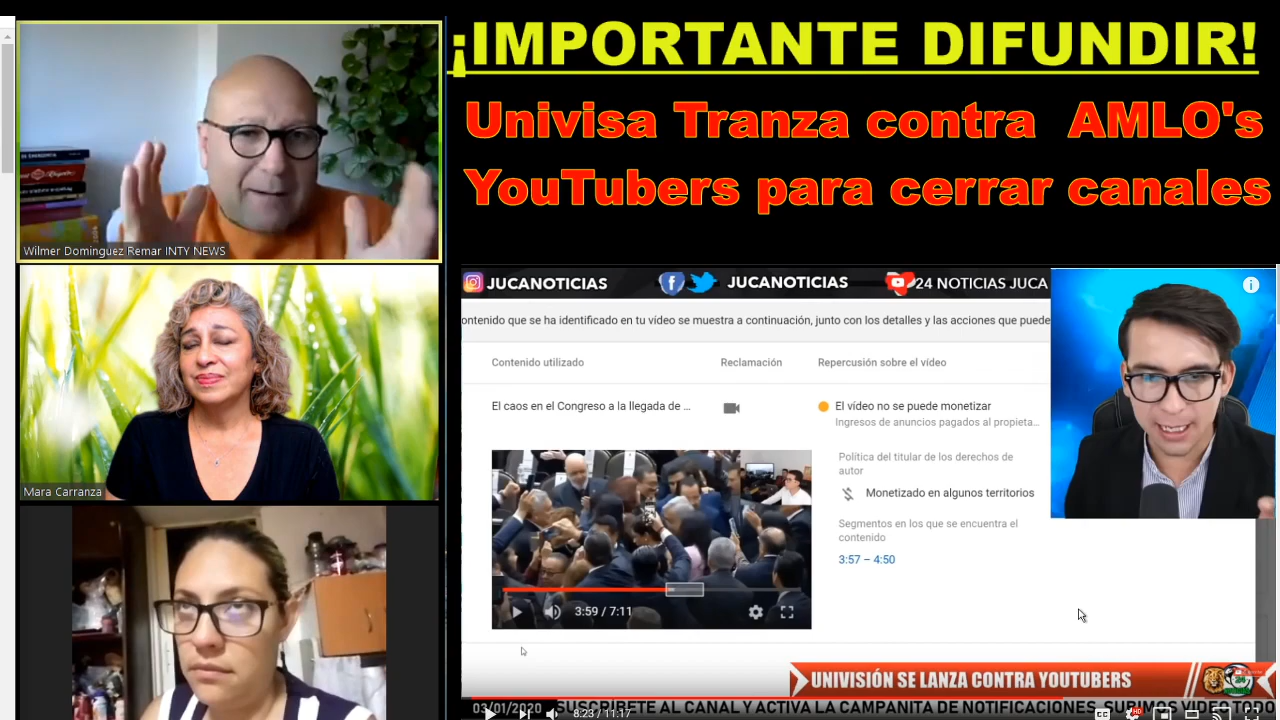 ¡IMPORTANTE DIFUNDIR!
Univisa Tranza contra AMLO's
YouTubers para cerrar canales
Wilmer Dominguez Remar INTY NEWS
Mara Carranza
JUCANOTICIAS
JUCANOTICIAS
24 NOTICIAS JUCA
ontenido que se ha identificado en tu vídeo se muestra a continuación, junto con los detalles y las acciones que puede
Contenido utilizado
Reclamación
Repercusión sobre el vídeo
El caos en el Congreso a la llegada de ...
El vídeo no se puede monetizar
Ingresos de anuncios pagados al propieta...
Política del titular de los derechos de
autor
Monetizado en algunos territorios
Segmentos en los que se encuentra el
contenido
3:57 – 4:50
3:59 / 7:11
UNIVISIÓN SE LANZA CONTRA YOUTUBERS
03/01/2020
SUSCRIBETE AL CANAL Y ACTIVA LA CAMPANITA DE NOTIFICACIONES, SUBIMOS VIDEO TODO
8:23 / 11:17
HD